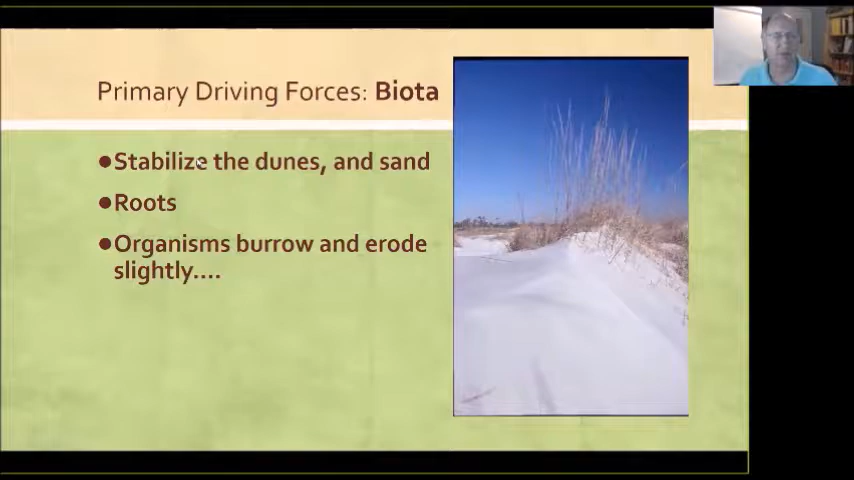 Primary Driving Forces: Biota
●Stabilize the dunes, and sand
●Roots
●Organisms burrow and erode
slightly....